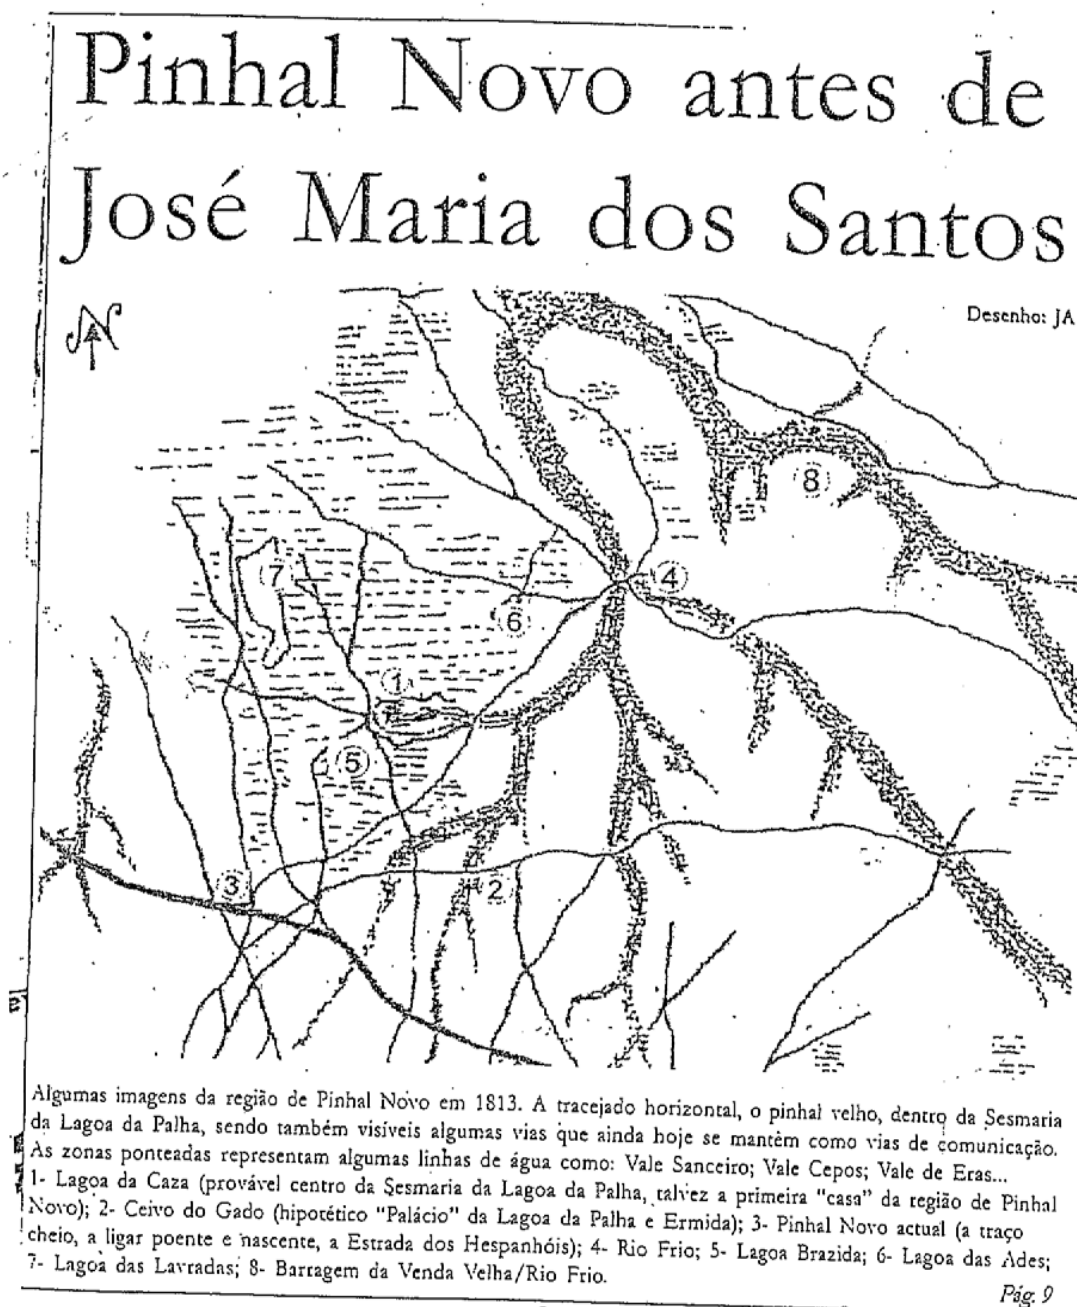 Pinhal Novo antes de
José Maria dos Santos
N
Desenho: JA
8
7
4
6
1
5
3
2
Algumas imagens da região de Pinhal Novo em 1813. A tracejado horizontal, o pinhal velho, dentro da Sesmaria
da Lagoa da Palha, sendo também visíveis algumas vias que ainda hoje se mantêm como vias de comunicação.
As zonas ponteadas representam algumas linhas de água como: Vale Sanceiro; Vale Cepos; Vale de Eras...
1- Lagoa da Caza (provável centro da Sesmaria da Lagoa da Palha, talvez a primeira "casa" da região de Pinhal
Novo); 2- Ceivo do Gado (hipotético "Palácio" da Lagoa da Palha e Ermida); 3- Pinhal Novo actual (a traço
cheio, a ligar poente e nascente, a Estrada dos Hespanhóis); 4- Rio Frio; 5- Lagoa Brazida; 6- Lagoa das Ades;
7- Lagoa das Lavradas; 8- Barragem da Venda Velha/Rio Frio.
Pág. 9